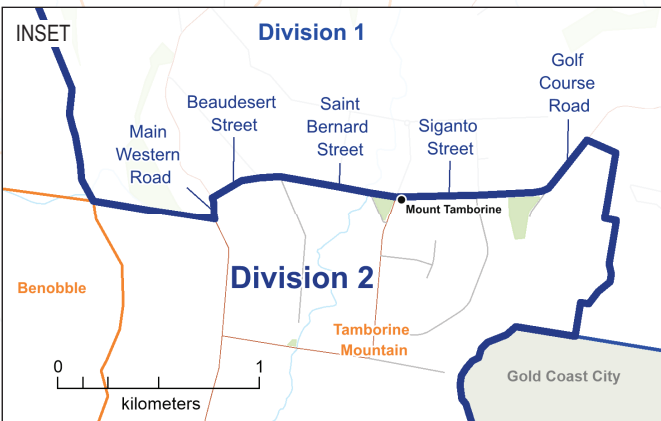 INSET
Division 1
Golf
Course
Road
Beaudesert
Street
Saint
Bernard
Street
Siganto
Street
Main
Western
Road
Mount Tamborine
Division 2
Benobble
Tamborine
Mountain
0
1
kilometers
Gold Coast City